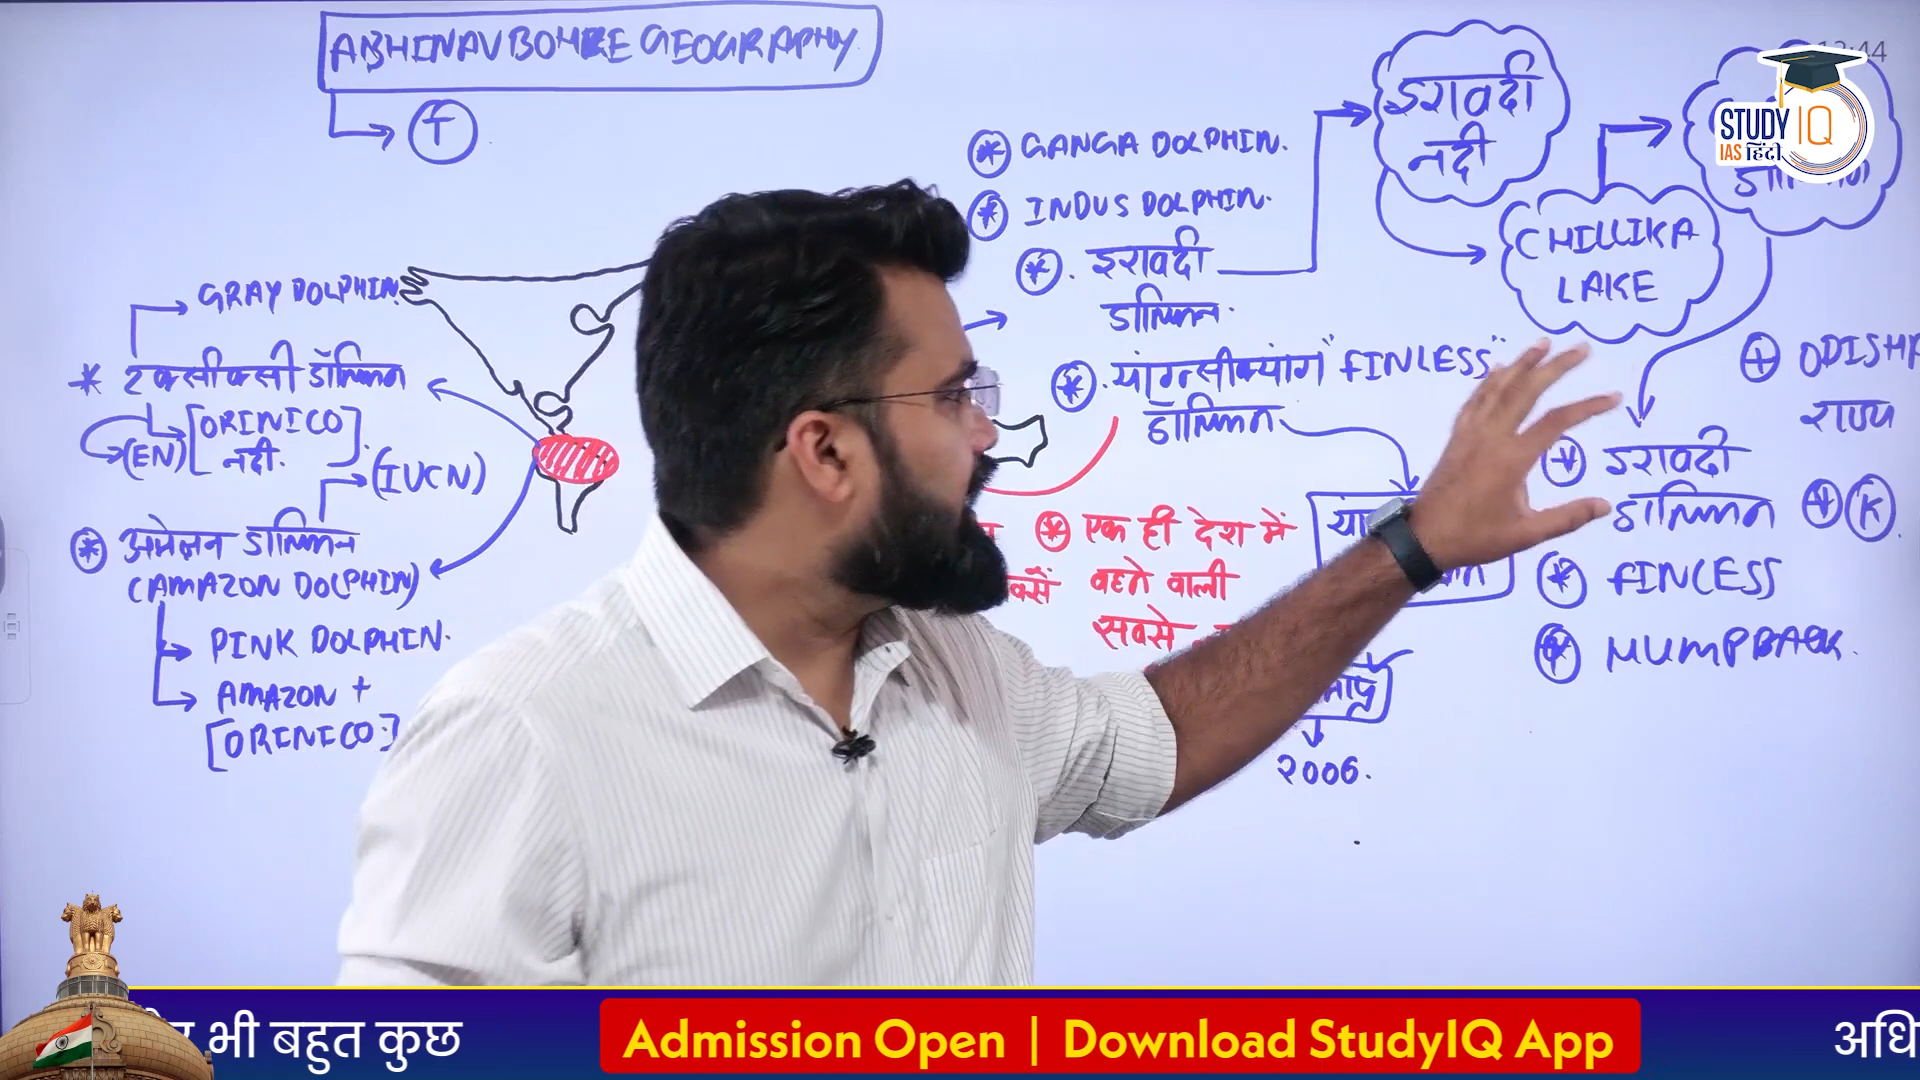 ABHINAV BOHRE GEOGRAPHY
T
GRAY DOLPHIN.
* टक्सीक्सी डॉल्फिन
(EN) [ORINICO
नदी.]
(IUCN)
* अमेज़न डॉल्फिन
(AMAZON DOLPHIN)
PINK DOLPHIN.
AMAZON +
[ORINICO]
* GANGA DOLPHIN.
* INDUS DOLPHIN.
* इरावदी
डॉल्फिन.
* यांग्त्सीक्यांग "FINLESS"
डॉल्फिन
* एक ही देश में
बहने वाली
सबसे
2006.
इरावदी
नदी
CHILLIKA
LAKE
ODISHA
राज्य
इरावदी
डॉल्फिन * K.
* FINLESS
* HUMPBACK.
:44
STUDY IQ
IAS हिंदी
भी बहुत कुछ
Admission Open | Download StudyIQ App
अधि